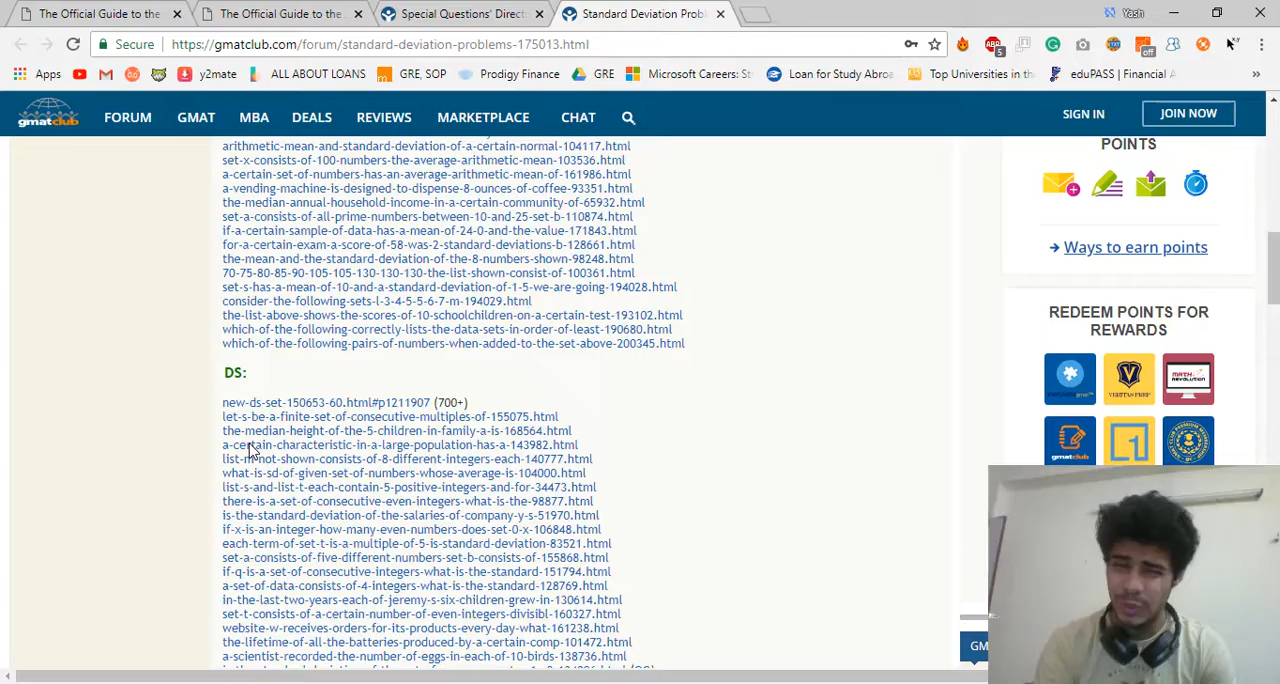 The Official Guide to the
The Official Guide to the
Special Questions' Direct
Standard Deviation Prob
Yash
Secure
https://gmatclub.com/forum/standard-deviation-problems-175013.html
5
off
Apps
y2mate
ALL ABOUT LOANS
GRE, SOP
Prodigy Finance
GRE
Microsoft Careers: St
Loan for Study Abroa
Top Universities in th
eduPASS | Financial A
»
gmatclub
FORUM
GMAT
MBA
DEALS
REVIEWS
MARKETPLACE
CHAT
SIGN IN
JOIN NOW
arithmetic-mean-and-standard-deviation-of-a-certain-normal-104117.html
set-x-consists-of-100-numbers-the-average-arithmetic-mean-103536.html
a-certain-set-of-numbers-has-an-average-arithmetic-mean-of-161986.html
a-vending-machine-is-designed-to-dispense-8-ounces-of-coffee-93351.html
the-median-annual-household-income-in-a-certain-community-of-65932.html
set-a-consists-of-all-prime-numbers-between-10-and-25-set-b-110874.html
if-a-certain-sample-of-data-has-a-mean-of-24-0-and-the-value-171843.html
for-a-certain-exam-a-score-of-58-was-2-standard-deviations-b-128661.html
the-mean-and-the-standard-deviation-of-the-8-numbers-shown-98248.html
70-75-80-85-90-105-105-130-130-130-the-list-shown-consist-of-100361.html
set-s-has-a-mean-of-10-and-a-standard-deviation-of-1-5-we-are-going-194028.html
consider-the-following-sets-l-3-4-5-5-6-7-m-194029.html
the-list-above-shows-the-scores-of-10-schoolchildren-on-a-certain-test-193102.html
which-of-the-following-correctly-lists-the-data-sets-in-order-of-least-190680.html
which-of-the-following-pairs-of-numbers-when-added-to-the-set-above-200345.html
DS:
new-ds-set-150653-60.html#p1211907 (700+)
let-s-be-a-finite-set-of-consecutive-multiples-of-155075.html
the-median-height-of-the-5-children-in-family-a-is-168564.html
a-certain-characteristic-in-a-large-population-has-a-143982.html
list-m-not-shown-consists-of-8-different-integers-each-140777.html
what-is-sd-of-given-set-of-numbers-whose-average-is-104000.html
list-s-and-list-t-each-contain-5-positive-integers-and-for-34473.html
there-is-a-set-of-consecutive-even-integers-what-is-the-98877.html
is-the-standard-deviation-of-the-salaries-of-company-y-s-51970.html
if-x-is-an-integer-how-many-even-numbers-does-set-0-x-106848.html
each-term-of-set-t-is-a-multiple-of-5-is-standard-deviation-83521.html
set-a-consists-of-five-different-numbers-set-b-consists-of-155868.html
if-q-is-a-set-of-consecutive-integers-what-is-the-standard-151794.html
a-set-of-data-consists-of-4-integers-what-is-the-standard-128769.html
in-the-last-two-years-each-of-jeremy-s-six-children-grew-in-130614.html
set-t-consists-of-a-certain-number-of-even-integers-divisibl-160327.html
website-w-receives-orders-for-its-products-every-day-what-161238.html
the-lifetime-of-all-the-batteries-produced-by-a-certain-comp-101472.html
a-scientist-recorded-the-number-of-eggs-in-each-of-10-birds-138736.html
POINTS
Ways to earn points
REDEEM POINTS FOR
REWARDS
VERITAS PREP
MATH
REVOLUTION
gmatclub
GM